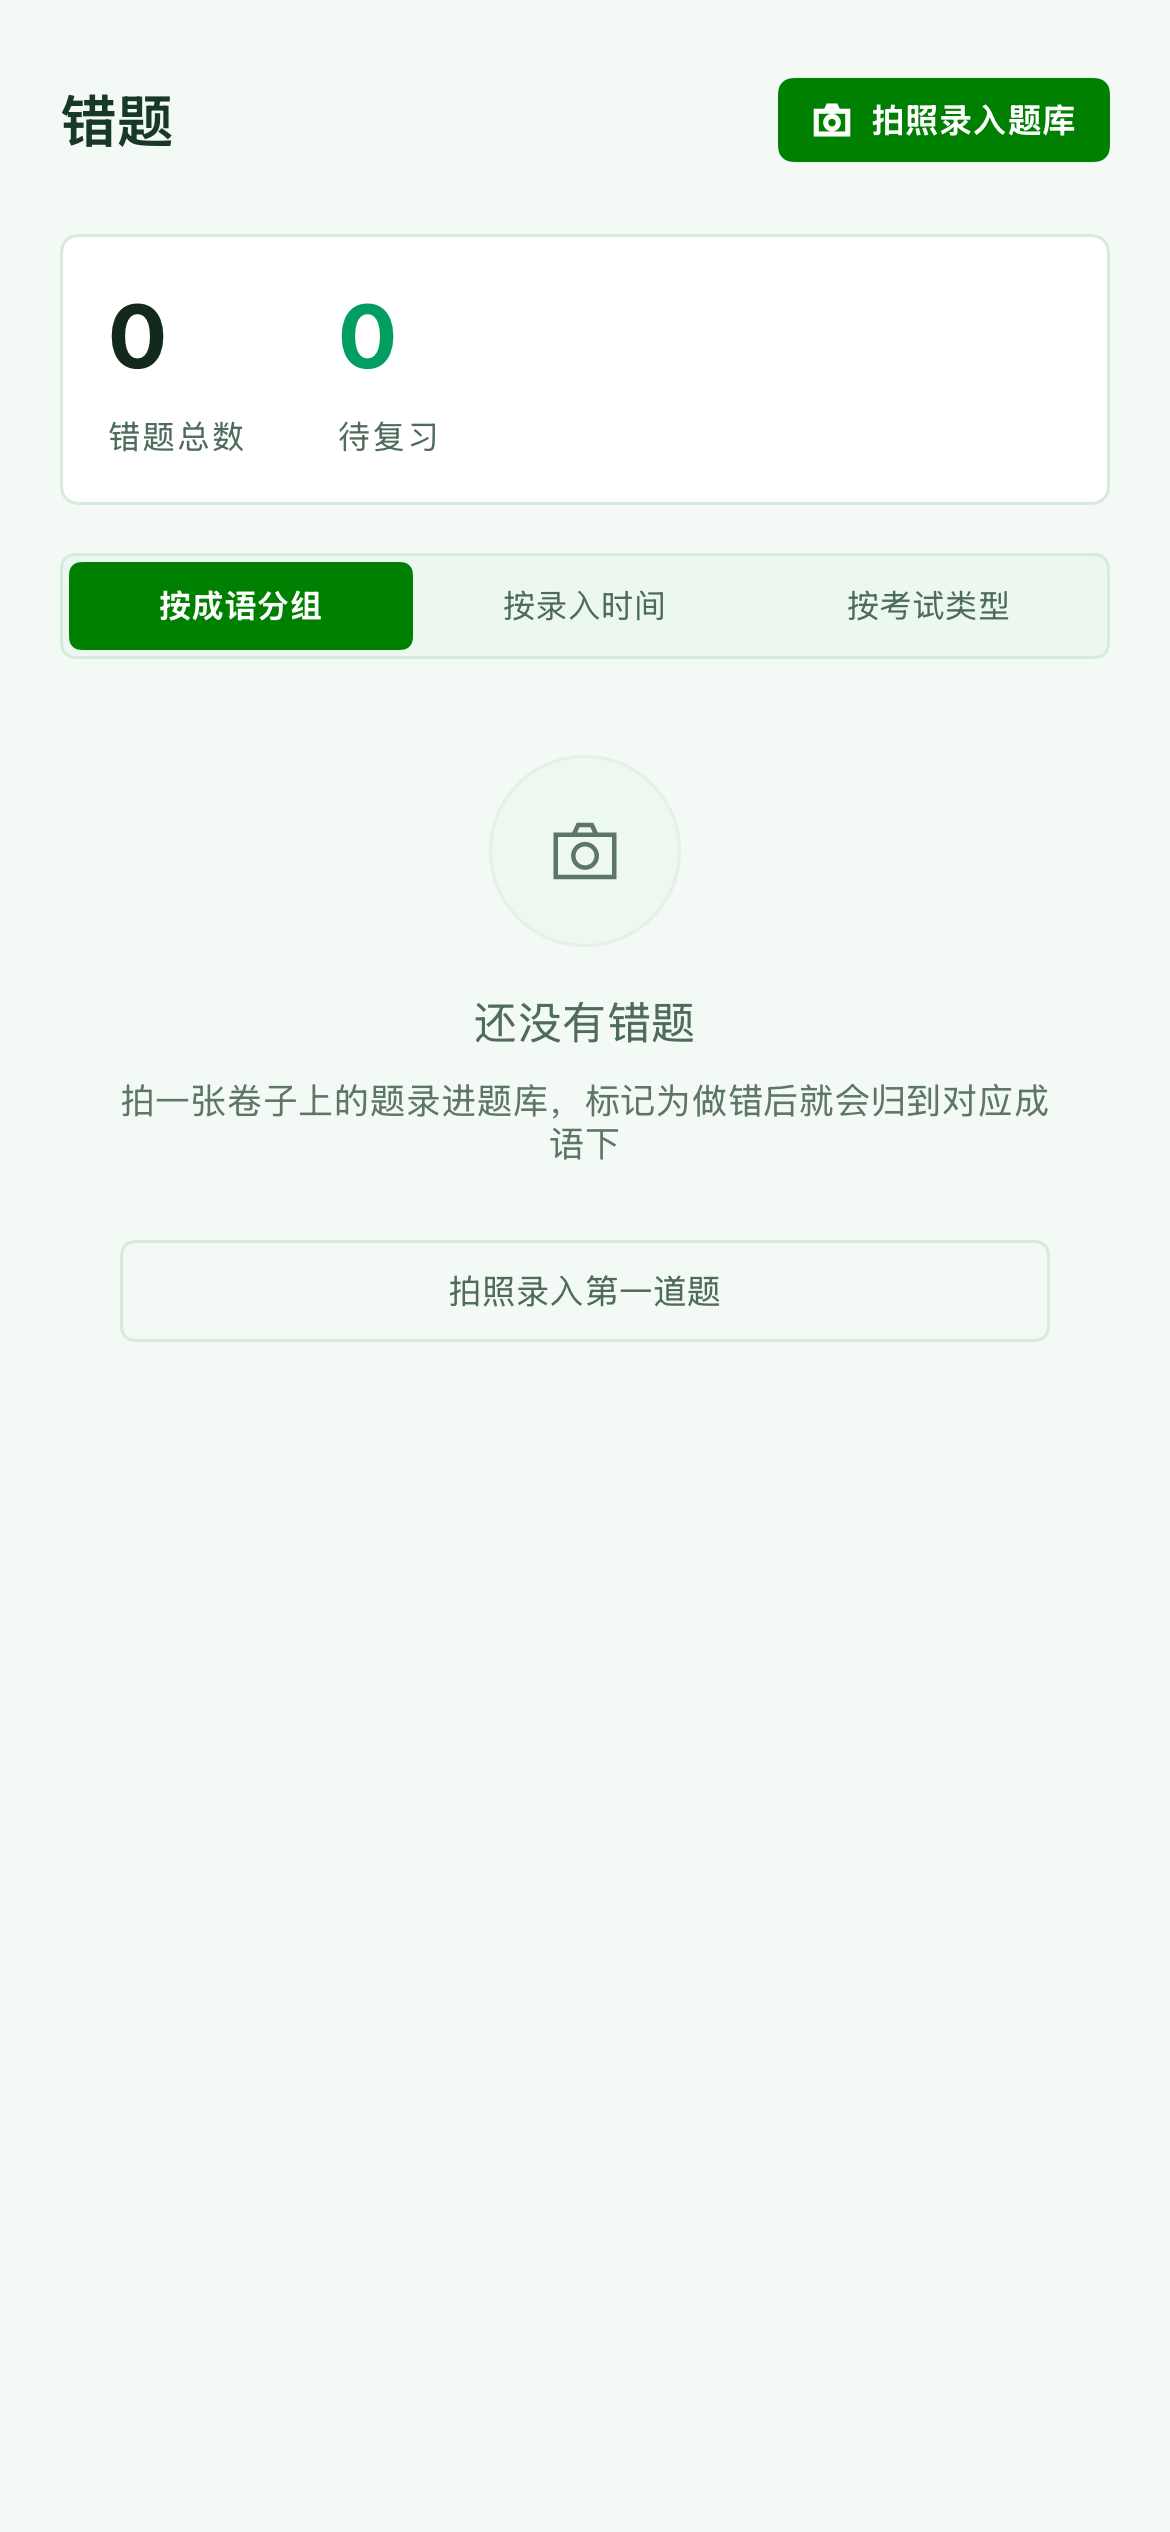 错题
拍照录入题库
0
0
错题总数
待复习
按成语分组
按录入时间
按考试类型
还没有错题
拍一张卷子上的题录进题库，标记为做错后就会归到对应成
语下
拍照录入第一道题